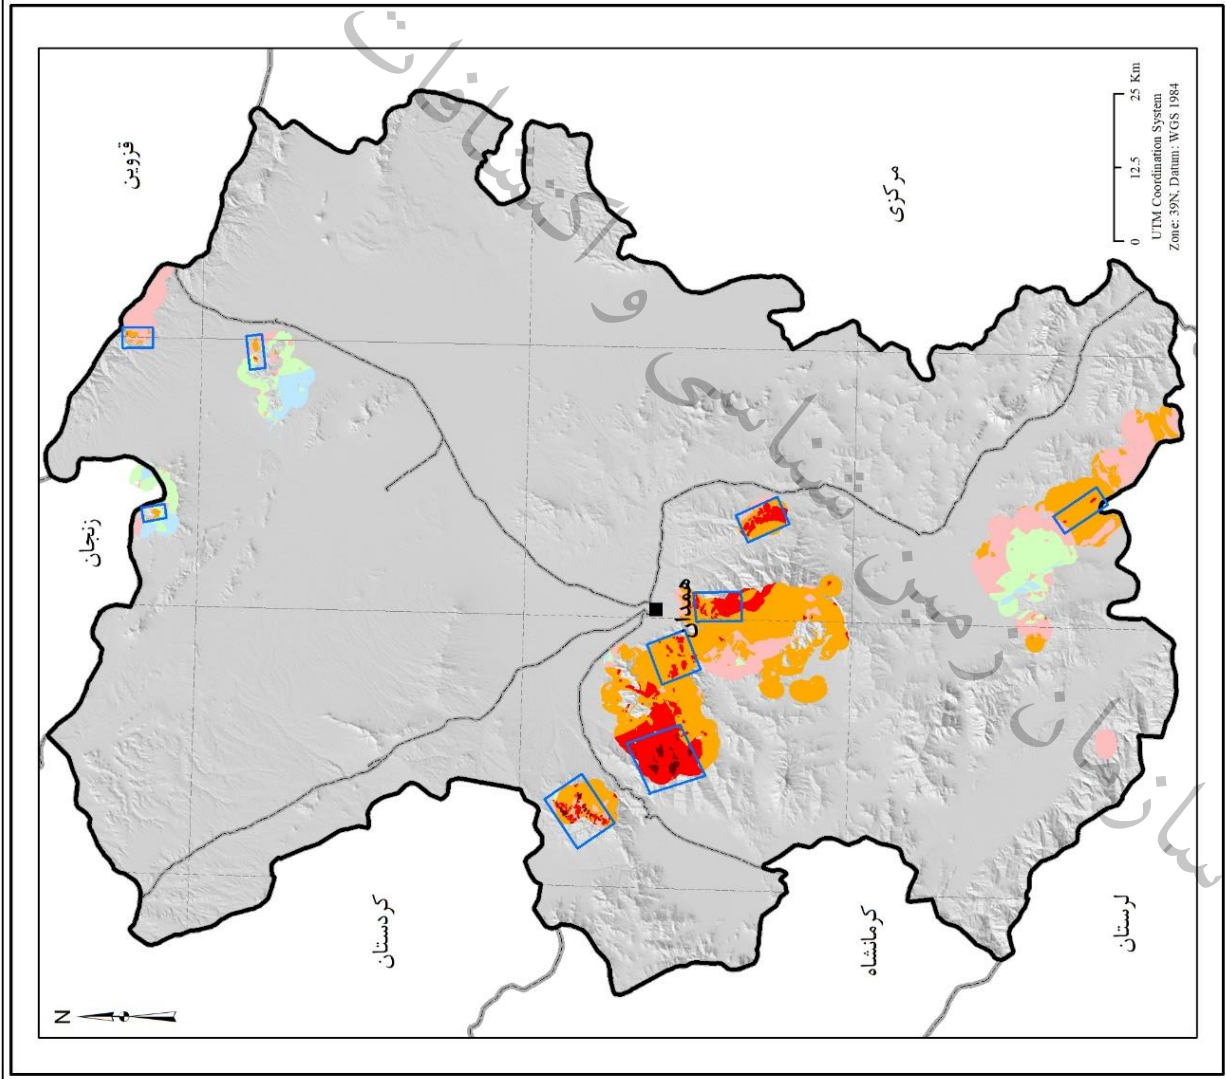 قزوین
زنجان
مرکزی
همدان
کردستان
کرمانشاه
لرستان
N
0 12.5 25 Km
UTM Coordination System
Zone: 39N, Datum: WGS 1984
سازمان زمین شناسی و اکتشافات